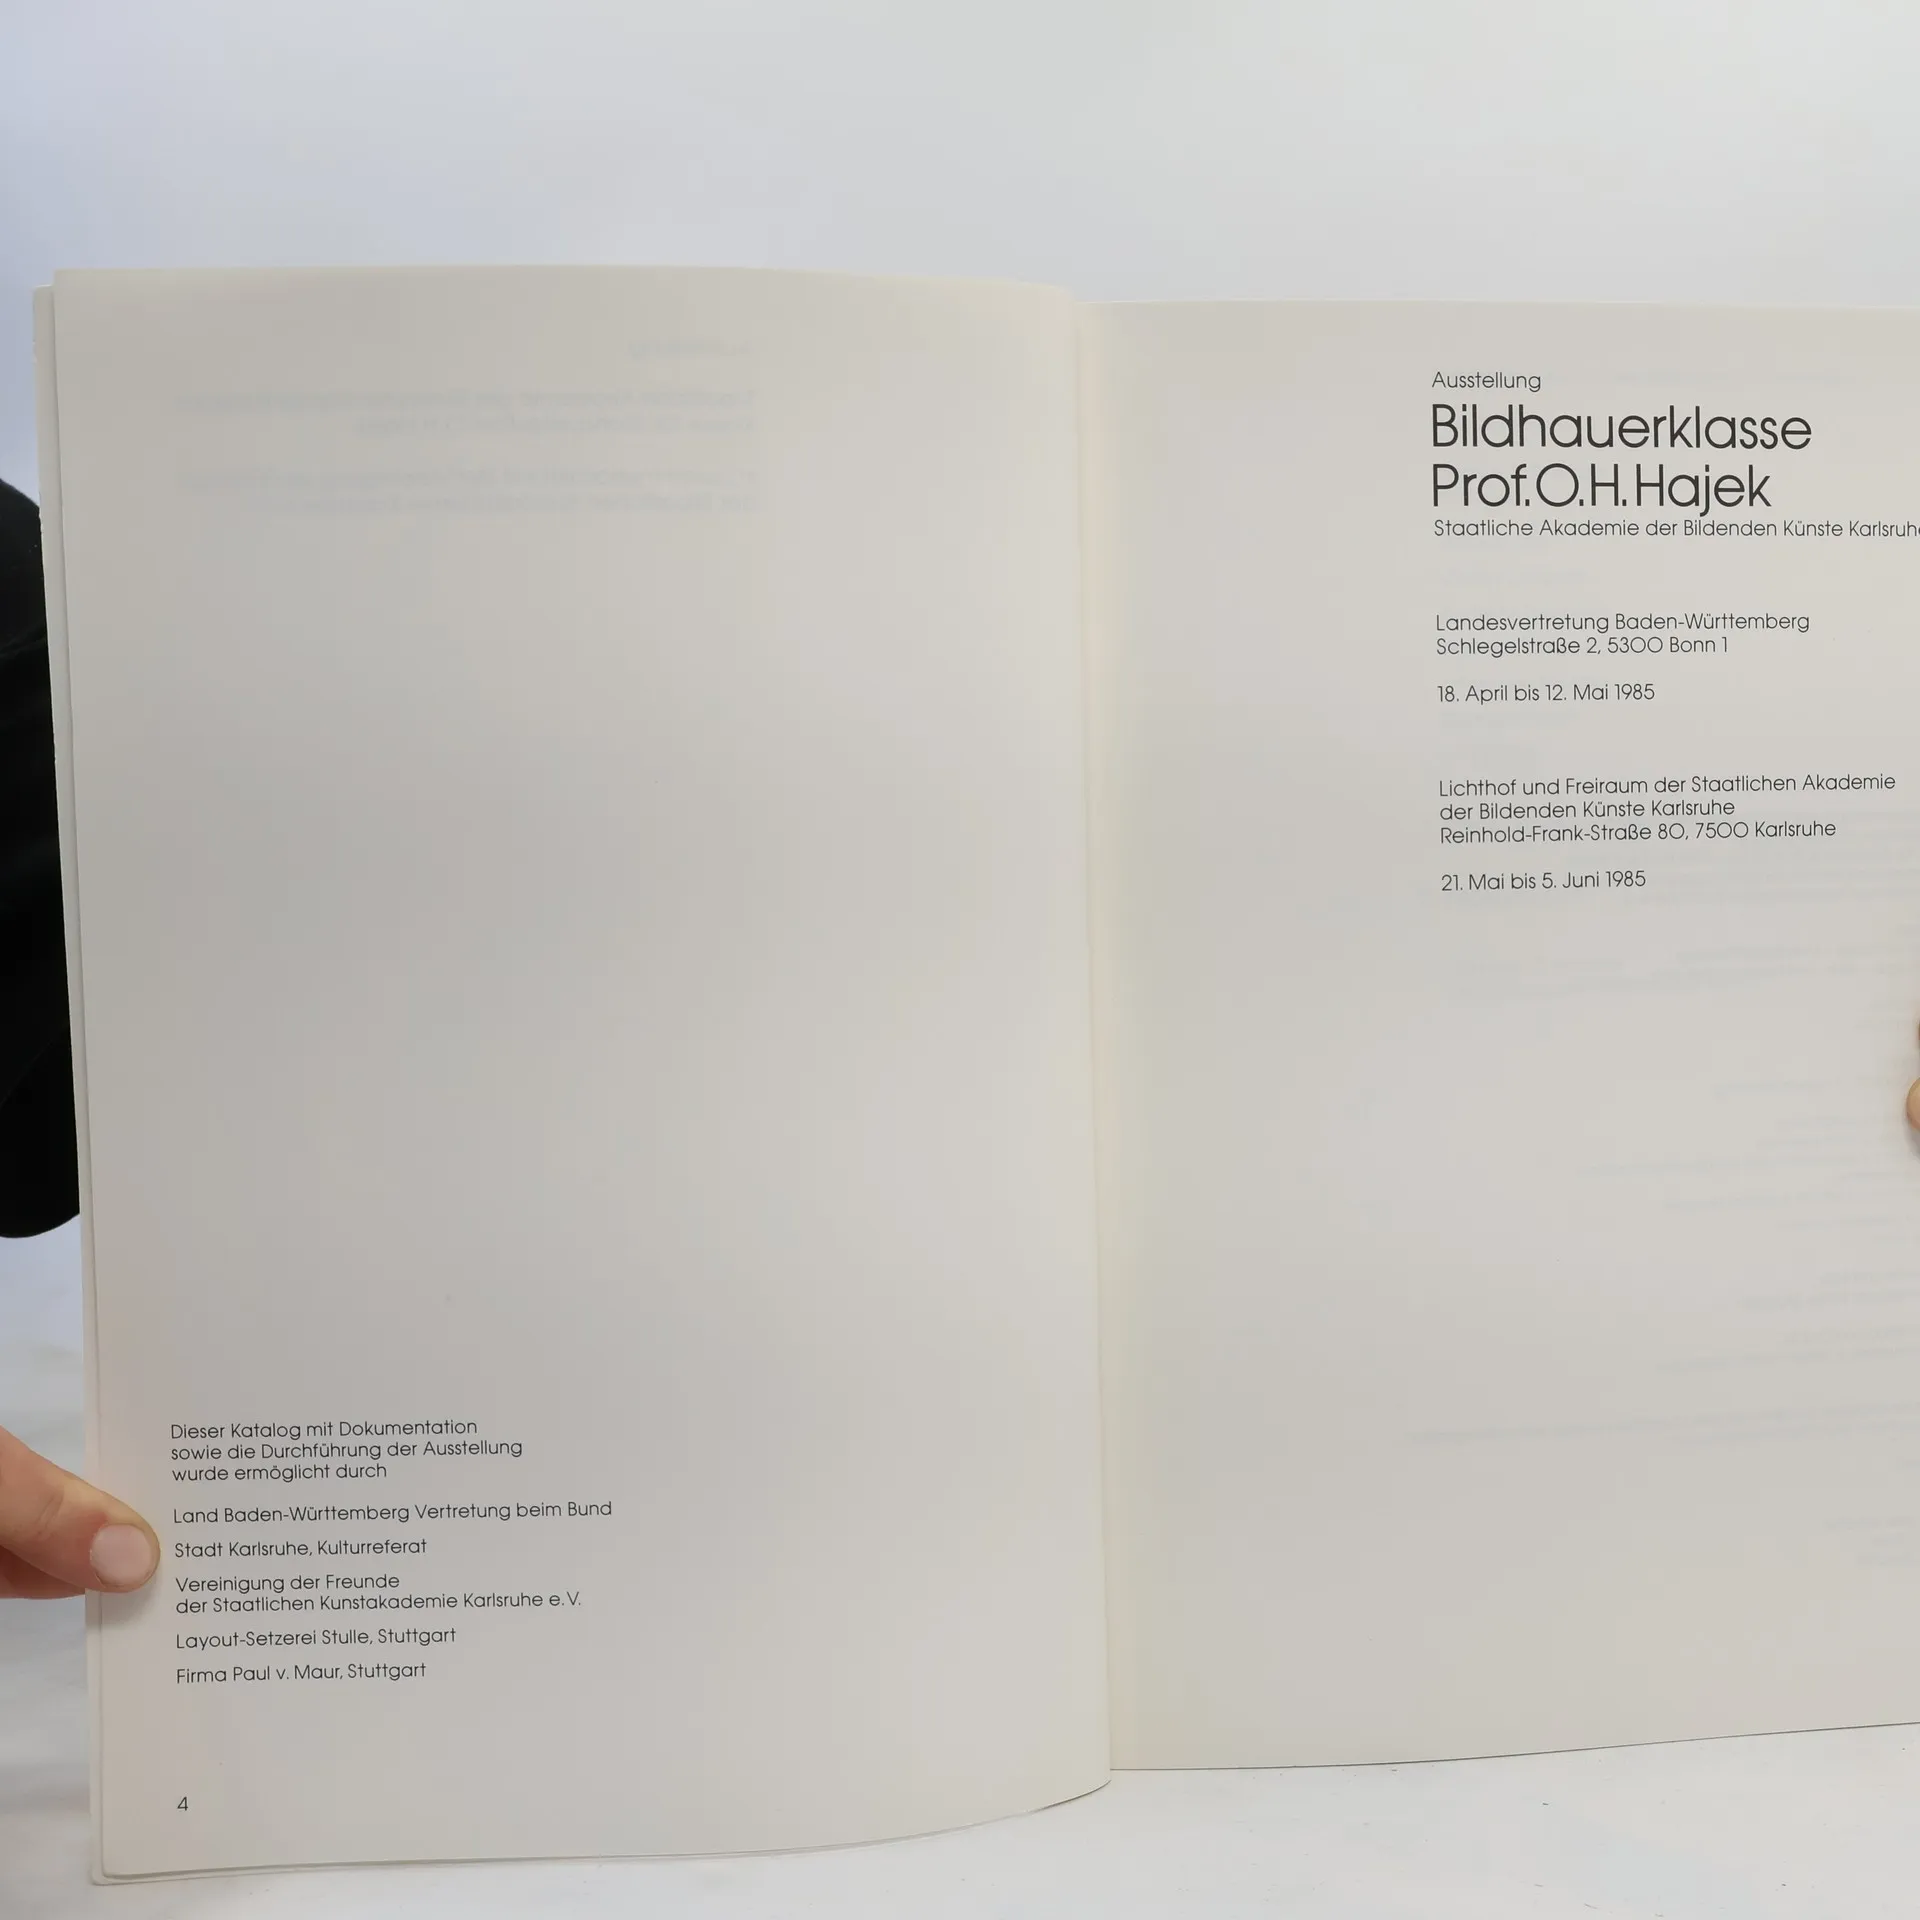 Dieser Katalog mit Dokumentation
sowie die Durchführung der Ausstellung
wurde ermöglicht durch
Land Baden-Württemberg Vertretung beim Bund
Stadt Karlsruhe, Kulturreferat
Vereinigung der Freunde
der Staatlichen Kunstakademie Karlsruhe e.V.
Layout-Setzerei Stulle, Stuttgart
Firma Paul v. Maur, Stuttgart
4
Ausstellung
Bildhauerklasse
Prof.O.H.Hajek
Staatliche Akademie der Bildenden Künste Karlsruhe
Landesvertretung Baden-Württemberg
Schlegelstraße 2, 5300 Bonn 1
18. April bis 12. Mai 1985
Lichthof und Freiraum der Staatlichen Akademie
der Bildenden Künste Karlsruhe
Reinhold-Frank-Straße 80, 7500 Karlsruhe
21. Mai bis 5. Juni 1985